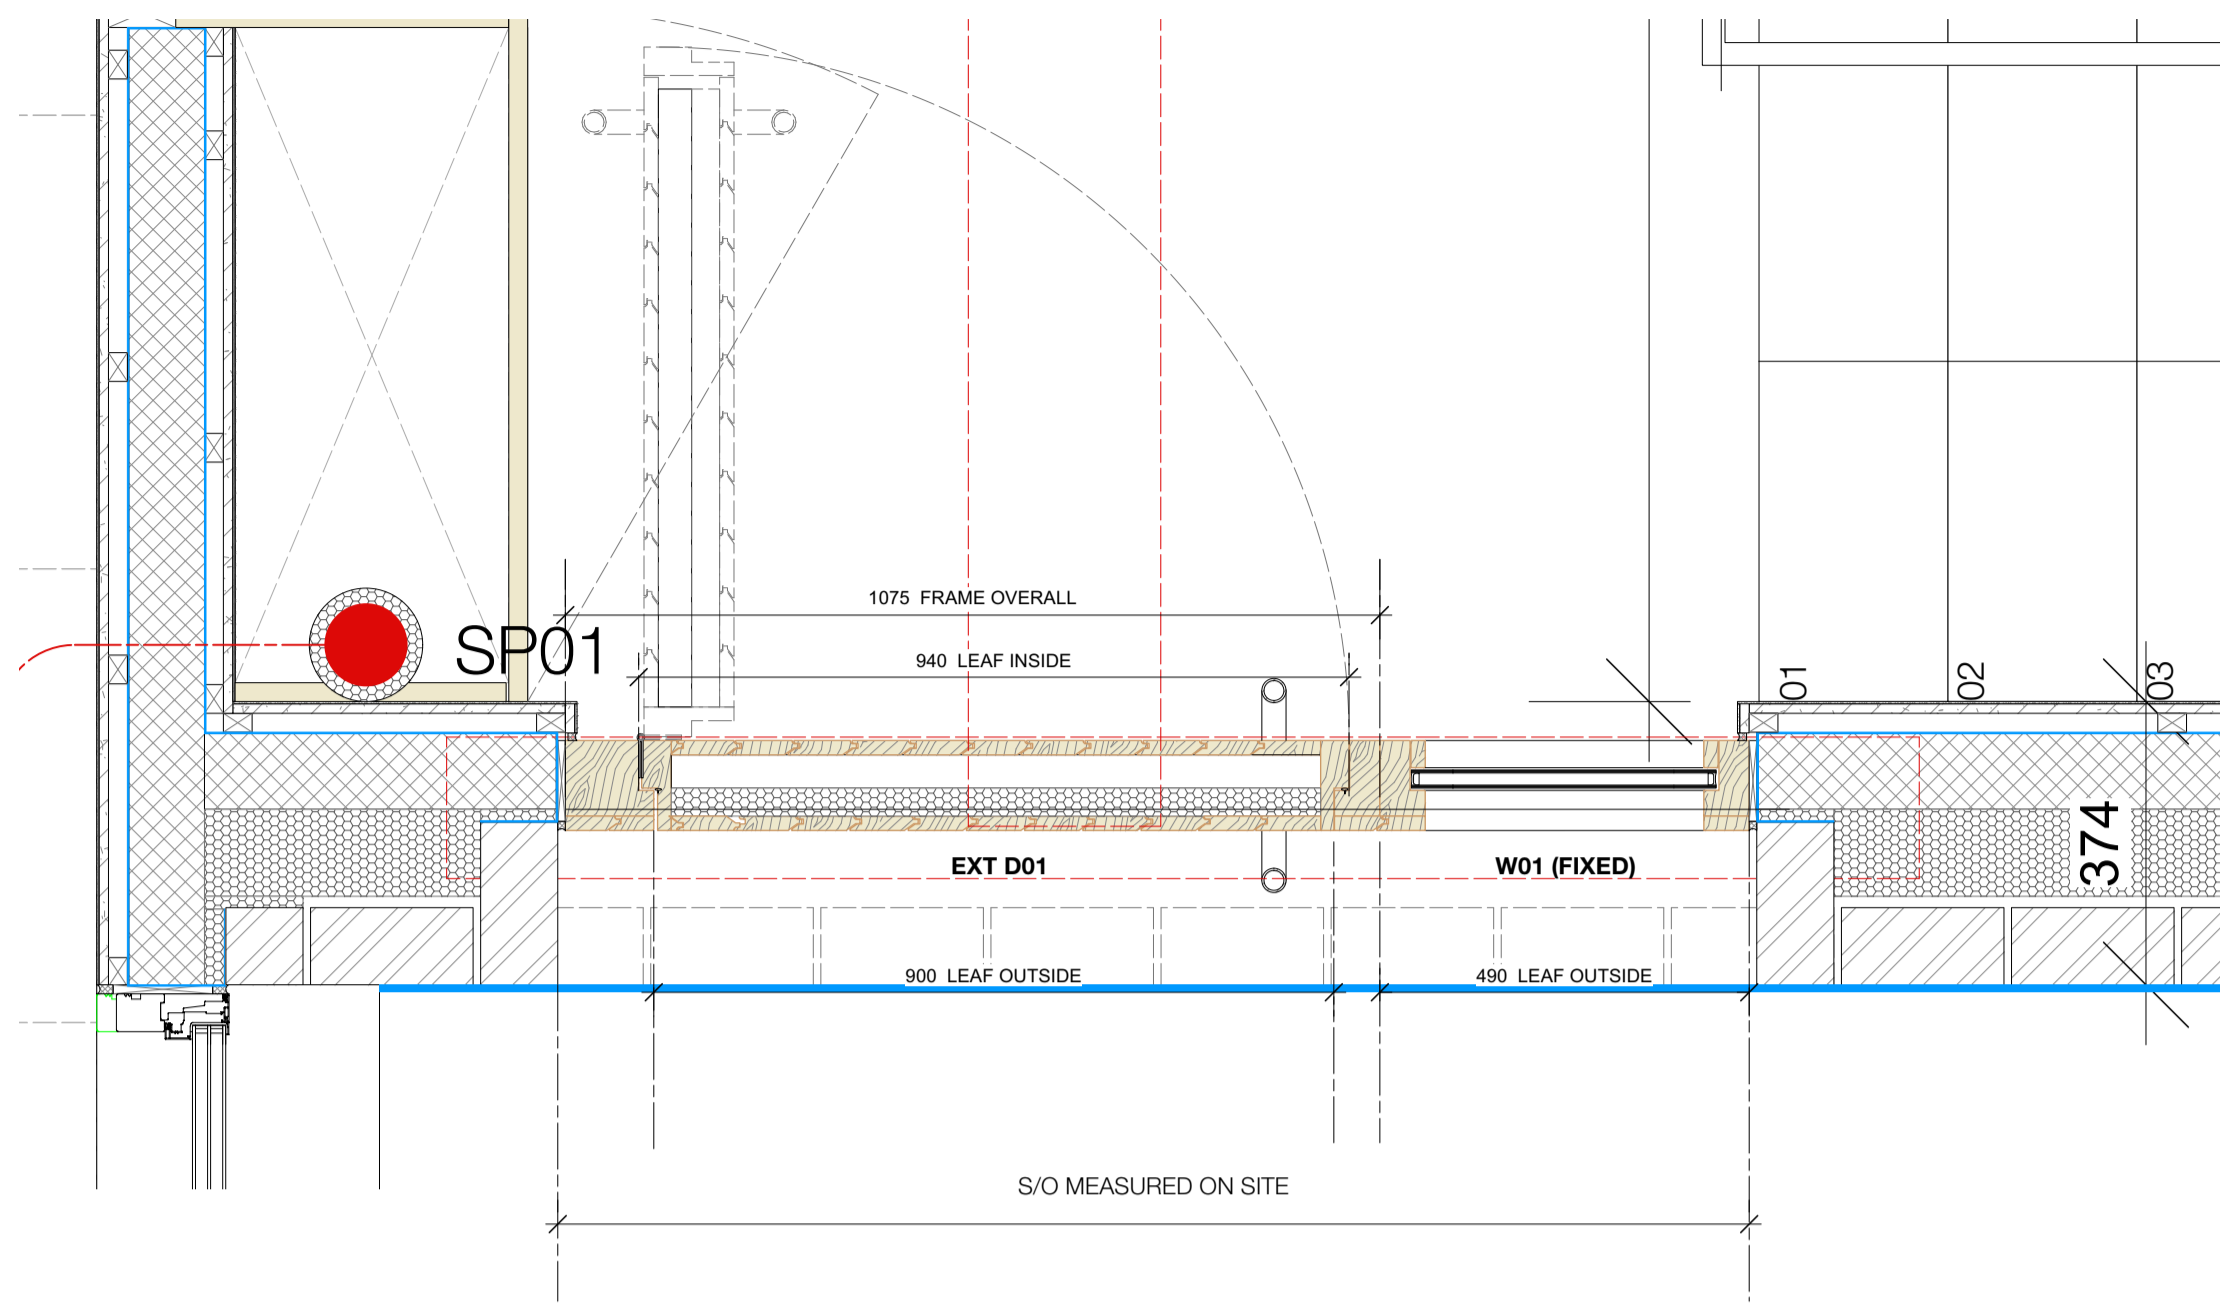 1075 FRAME OVERALL
SP01
940 LEAF INSIDE
01
02
03
374
EXT D01
W01 (FIXED)
900 LEAF OUTSIDE
490 LEAF OUTSIDE
S/O MEASURED ON SITE